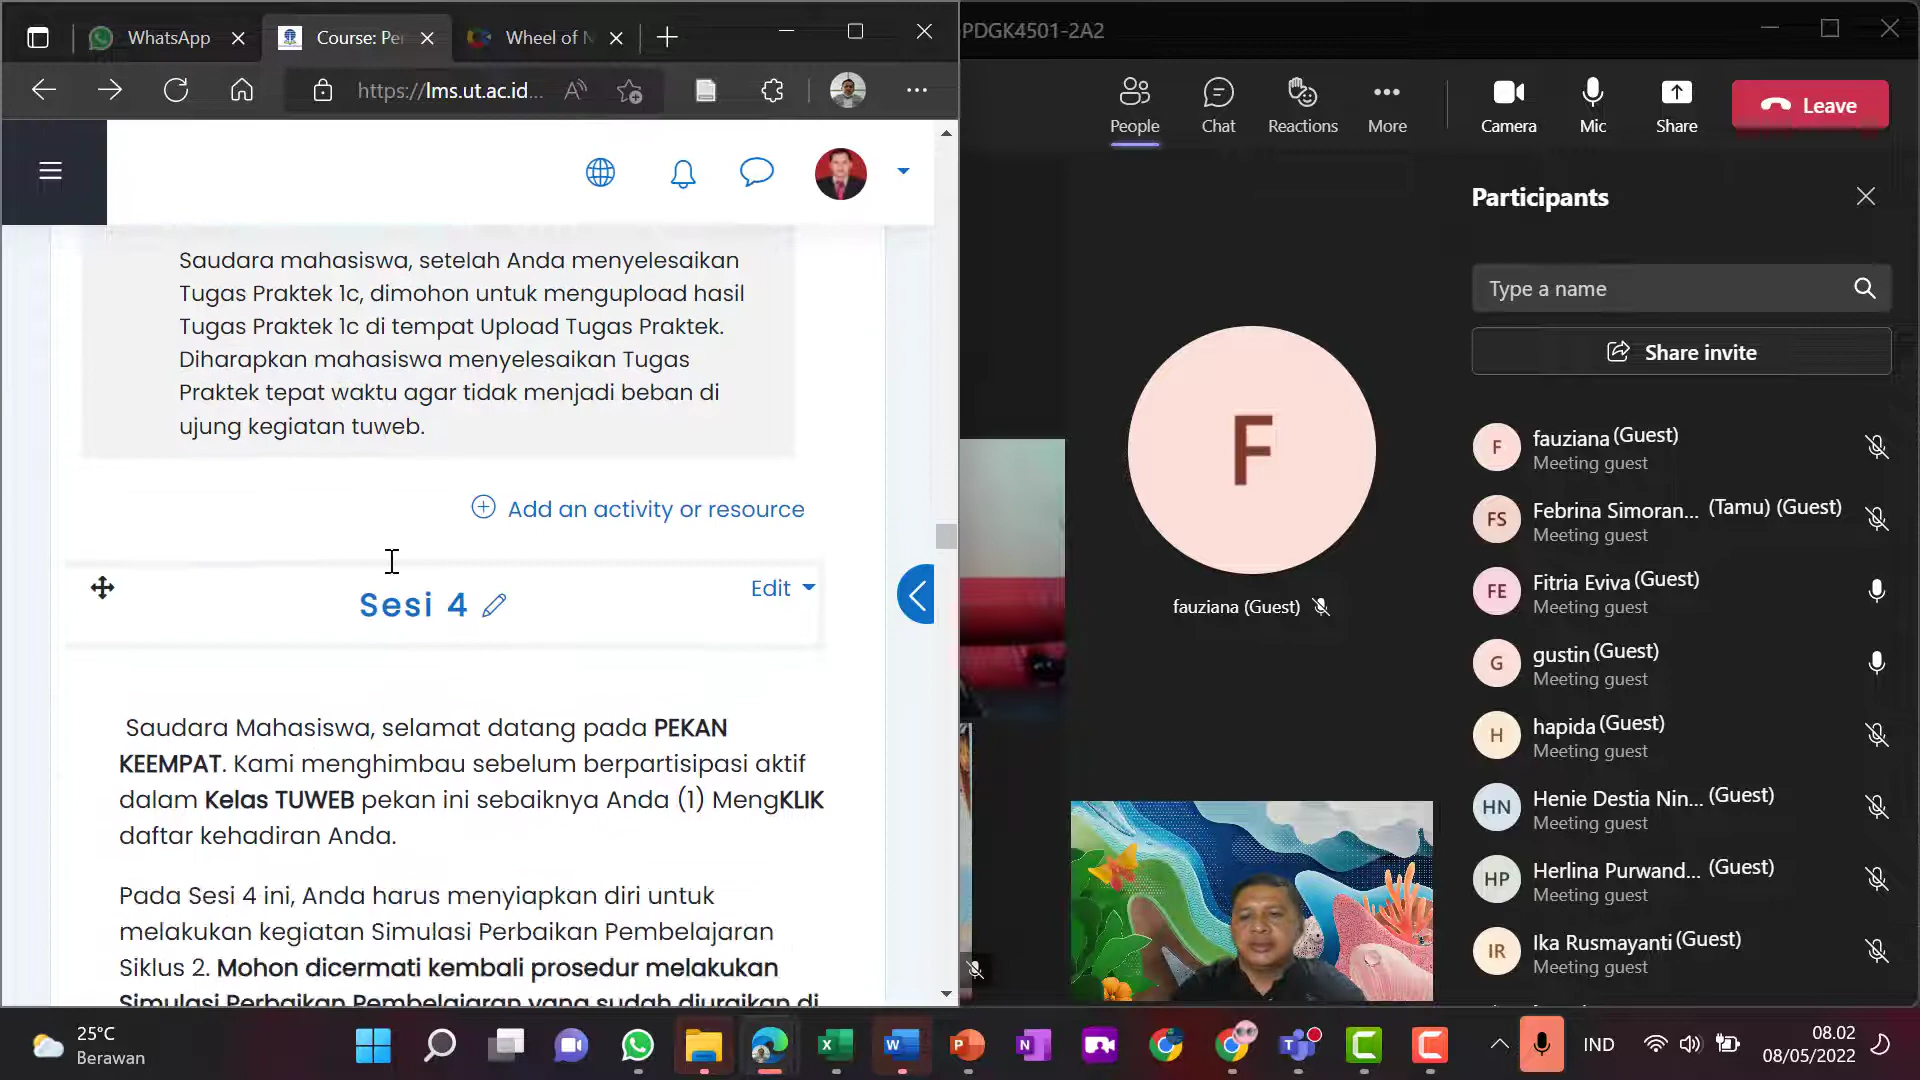 WhatsApp
Course: Pe
Wheel of N
PDGK4501-2A2
https://lms.ut.ac.id...
People
Chat
Reactions
More
Camera
Mic
Share
Leave
Saudara mahasiswa, setelah Anda menyelesaikan
Tugas Praktek 1c, dimohon untuk mengupload hasil
Tugas Praktek 1c di tempat Upload Tugas Praktek.
Diharapkan mahasiswa menyelesaikan Tugas
Praktek tepat waktu agar tidak menjadi beban di
ujung kegiatan tuweb.
Add an activity or resource
Sesi 4
Edit
Saudara Mahasiswa, selamat datang pada PEKAN
KEEMPAT. Kami menghimbau sebelum berpartisipasi aktif
dalam Kelas TUWEB pekan ini sebaiknya Anda (1) MengKLIK
daftar kehadiran Anda.
Pada Sesi 4 ini, Anda harus menyiapkan diri untuk
melakukan kegiatan Simulasi Perbaikan Pembelajaran
Siklus 2. Mohon dicermati kembali prosedur melakukan
Simulasi Perbaikan Pembelajaran yang sudah diuraikan di
F
fauziana (Guest)
Participants
Type a name
Share invite
F
fauziana (Guest)
Meeting guest
FS
Febrina Simoran... (Tamu) (Guest)
Meeting guest
FE
Fitria Eviva (Guest)
Meeting guest
G
gustin (Guest)
Meeting guest
H
hapida (Guest)
Meeting guest
HN
Henie Destia Nin... (Guest)
Meeting guest
HP
Herlina Purwand... (Guest)
Meeting guest
IR
Ika Rusmayanti (Guest)
Meeting guest
25°C
Berawan
IND
08.02
08/05/2022